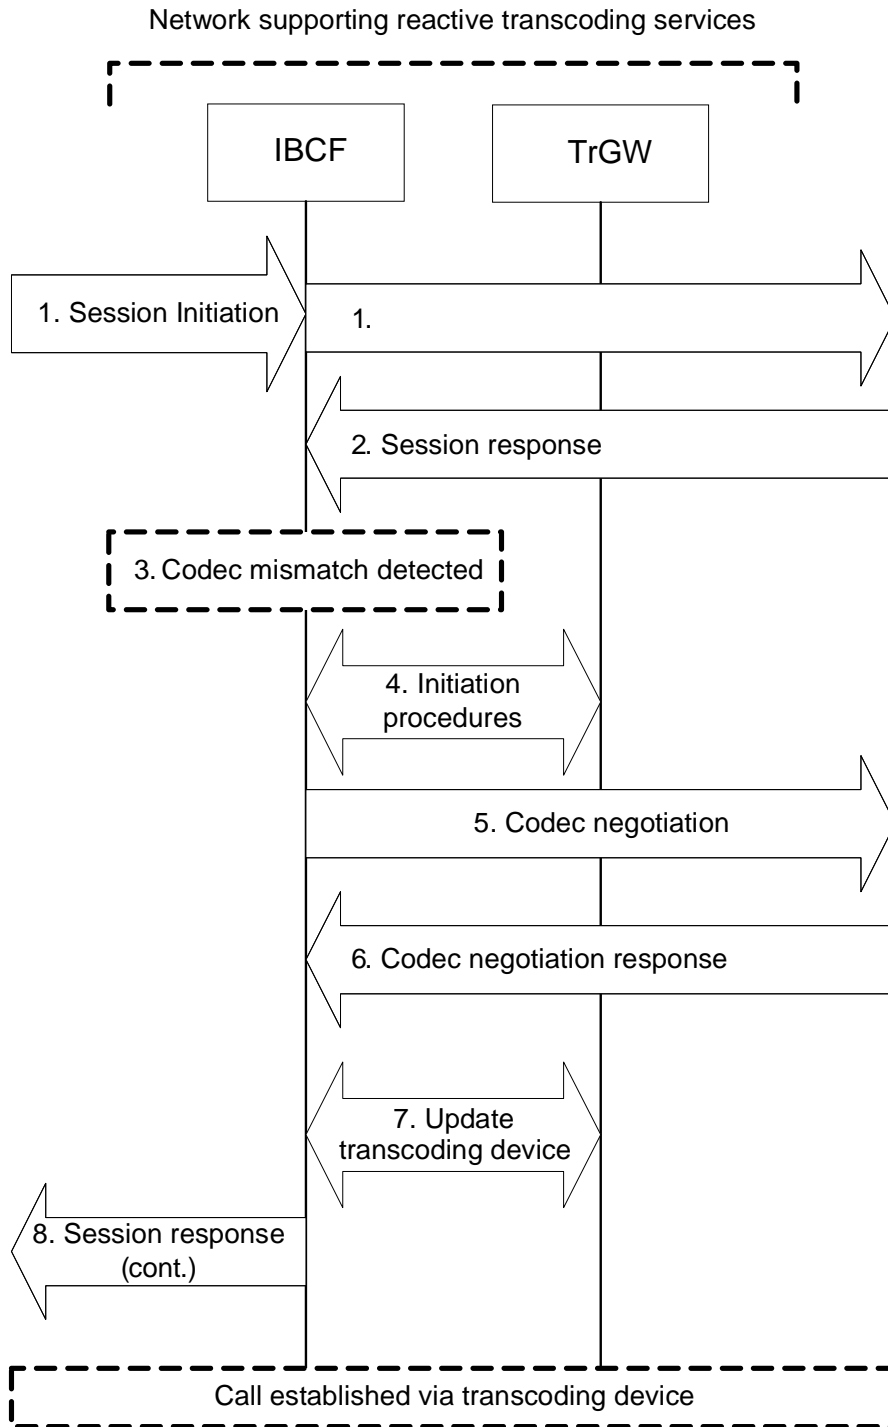 Network supporting reactive transcoding services
IBCF
TrGW
1. Session Initiation
1.
2. Session response
3. Codec mismatch detected
4. Initiation
procedures
5. Codec negotiation
6. Codec negotiation response
7. Update
transcoding device
8. Session response
(cont.)
Call established via transcoding device